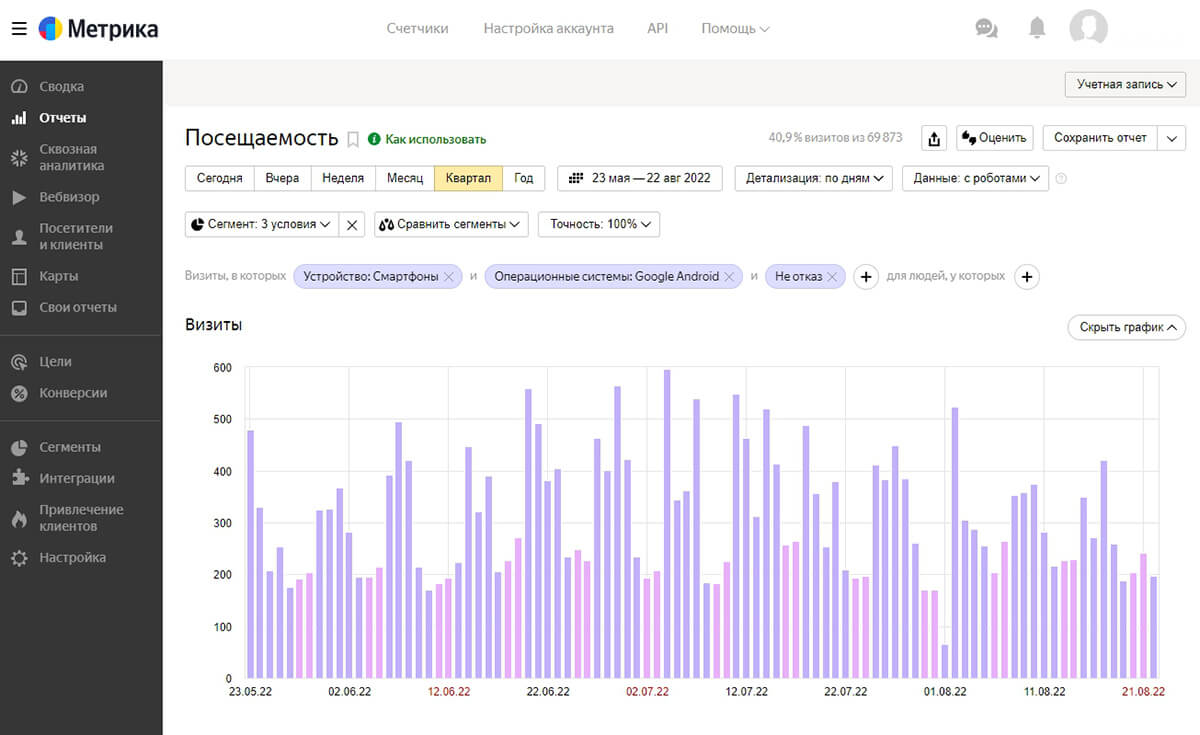 Метрика
Счетчики Настройка аккаунта API Помощь
Учетная запись
Сводка
Отчеты
Сквозная
аналитика
Вебвизор
Посетители
и клиенты
Карты
Свои отчеты
Цели
Конверсии
Сегменты
Интеграции
Привлечение
клиентов
Настройка
Посещаемость Как использовать 40,9 % визитов из 69 873 Оценить Сохранить отчет
Сегодня Вчера Неделя Месяц Квартал Год 23 мая — 22 авг 2022 Детализация: по дням Данные: с роботами ?
Сегмент: 3 условия Сравнить сегменты Точность: 100%
Визиты, в которых Устройство: Смартфоны и Операционные системы: Google Android и Не отказ + для людей, у которых +
Визиты Скрыть график
600
500
400
300
200
100
0
23.05.22 02.06.22 12.06.22 22.06.22 02.07.22 12.07.22 22.07.22 01.08.22 11.08.22 21.08.22